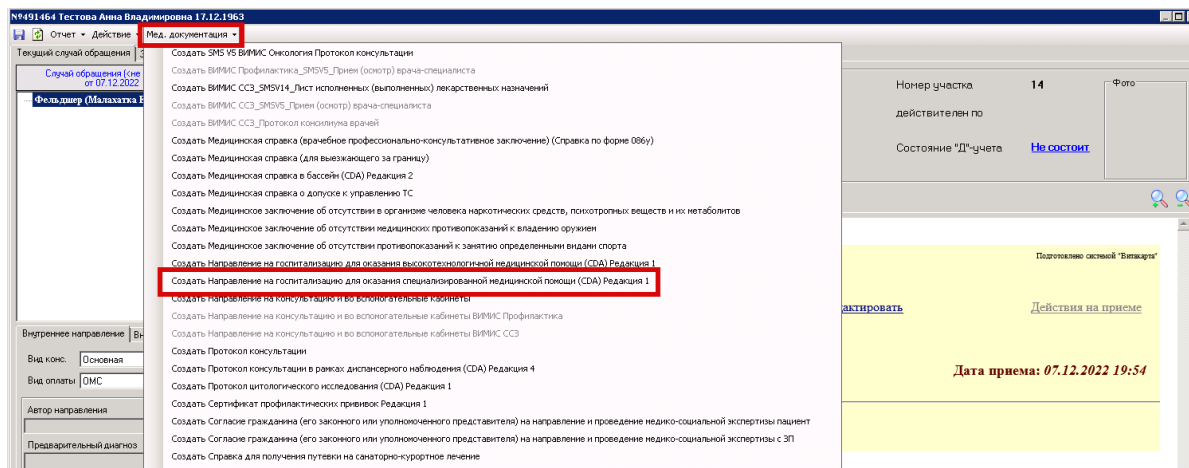 №491464 Тестова Анна Владимировна 17.12.1963
Отчет Действие Мед. документация
Текущий случай обращения
Случай обращения (<не
от 07.12.2022
Фельдшер (Малахатка
Создать SMS V5 ВИМИС Онкология Протокол консультации
Создать ВИМИС Профилактика_SMSV5_Прием (осмотр) врача-специалиста
Создать ВИМИС ССЗ_SMSV14_Лист исполненных (выполненных) лекарственных назначений
Создать ВИМИС ССЗ_SMSV5_Прием (осмотр) врача-специалиста
Создать ВИМИС ССЗ_Протокол консилиума врачей
Создать Медицинская справка (врачебное профессионально-консультативное заключение) (Справка по форме 086у)
Создать Медицинская справка (для выезжающего за границу)
Создать Медицинская справка в бассейн (CDA) Редакция 2
Создать Медицинская справка о допуске к управлению ТС
Создать Медицинское заключение об отсутствии в организме человека наркотических средств, психотропных веществ и их метаболитов
Создать Медицинское заключение об отсутствии медицинских противопоказаний к владению оружием
Создать Медицинское заключение об отсутствии противопоказаний к занятию определенными видами спорта
Создать Направление на госпитализацию для оказания высокотехнологичной медицинской помощи (CDA) Редакция 1
Создать Направление на госпитализацию для оказания специализированной медицинской помощи (CDA) Редакция 1
Создать Направление на консультацию и во вспомогательные кабинеты
Создать Направление на консультацию и во вспомогательные кабинеты ВИМИС Профилактика
Создать Направление на консультацию и во вспомогательные кабинеты ВИМИС ССЗ
Создать Протокол консультации
Создать Протокол консультации в рамках диспансерного наблюдения (CDA) Редакция 4
Создать Протокол цитологического исследования (CDA) Редакция 1
Создать Сертификат профилактических прививок Редакция 1
Создать Согласие гражданина (его законного или уполномоченного представителя) на направление и проведение медико-социальной экспертизы пациент
Создать Согласие гражданина (его законного или уполномоченного представителя) на направление и проведение медико-социальной экспертизы с ЗП
Создать Справка для получения путевки на санаторно-курортное лечение
Номер участка 14
Фото
действителен по
Состояние "Д"-учета Не состоит
Подготовлено системой "Витакарта"
дактировать Действия на приеме
Дата приема: 07.12.2022 19:54
Внутреннее направление Вн
Вид конс. Основная
Вид оплаты ОМС
Автор направления
Предварительный диагноз